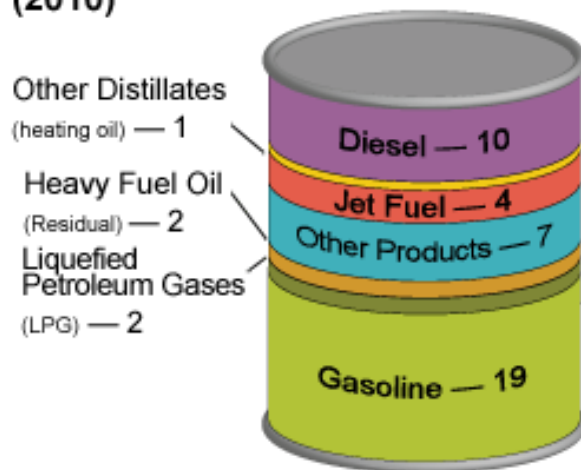 (2010)
Other Distillates
(heating oil) — 1
Heavy Fuel Oil
(Residual) — 2
Liquefied
Petroleum Gases
(LPG) — 2
Diesel — 10
Jet Fuel — 4
Other Products — 7
Gasoline — 19